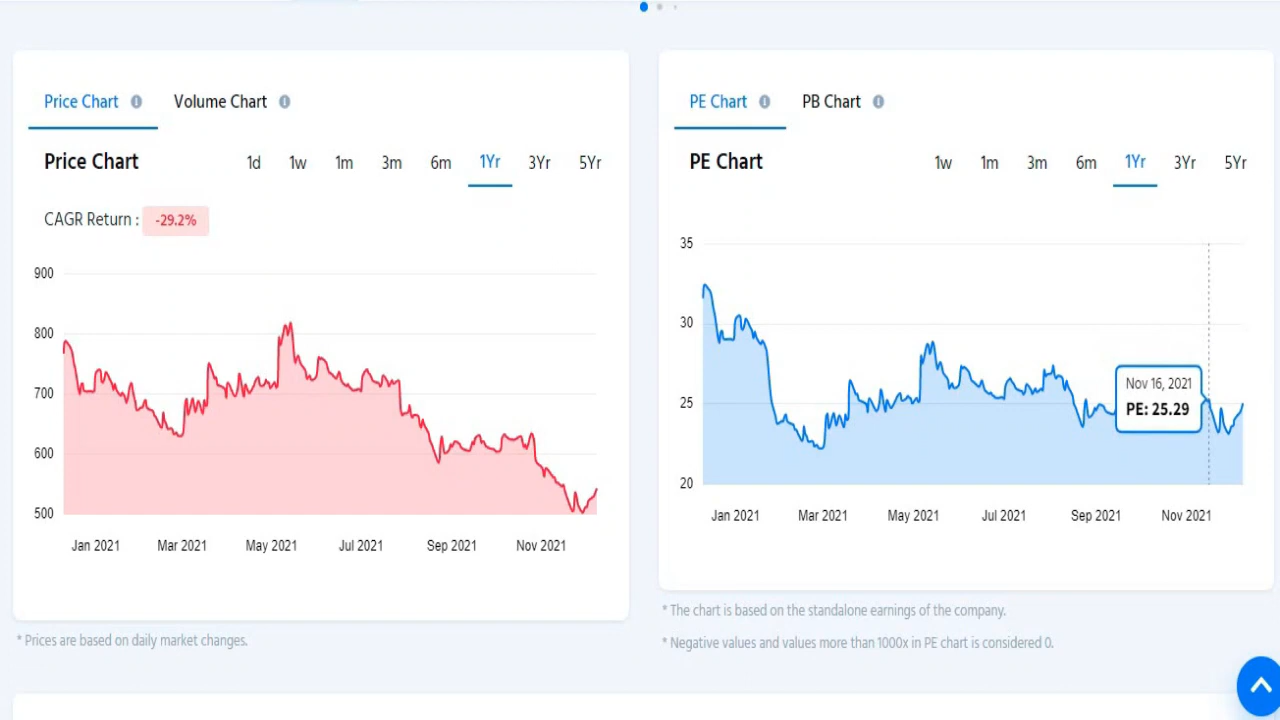 Price Chart Volume Chart
Price Chart 1d 1w 1m 3m 6m 1Yr 3Yr 5Yr
CAGR Return : -29.2%
900
800
700
600
500
Jan 2021 Mar 2021 May 2021 Jul 2021 Sep 2021 Nov 2021
* Prices are based on daily market changes.
PE Chart PB Chart
PE Chart 1w 1m 3m 6m 1Yr 3Yr 5Yr
35
30
25
20
Nov 16, 2021
PE: 25.29
Jan 2021 Mar 2021 May 2021 Jul 2021 Sep 2021 Nov 2021
* The chart is based on the standalone earnings of the company.
* Negative values and values more than 1000x in PE chart is considered 0.